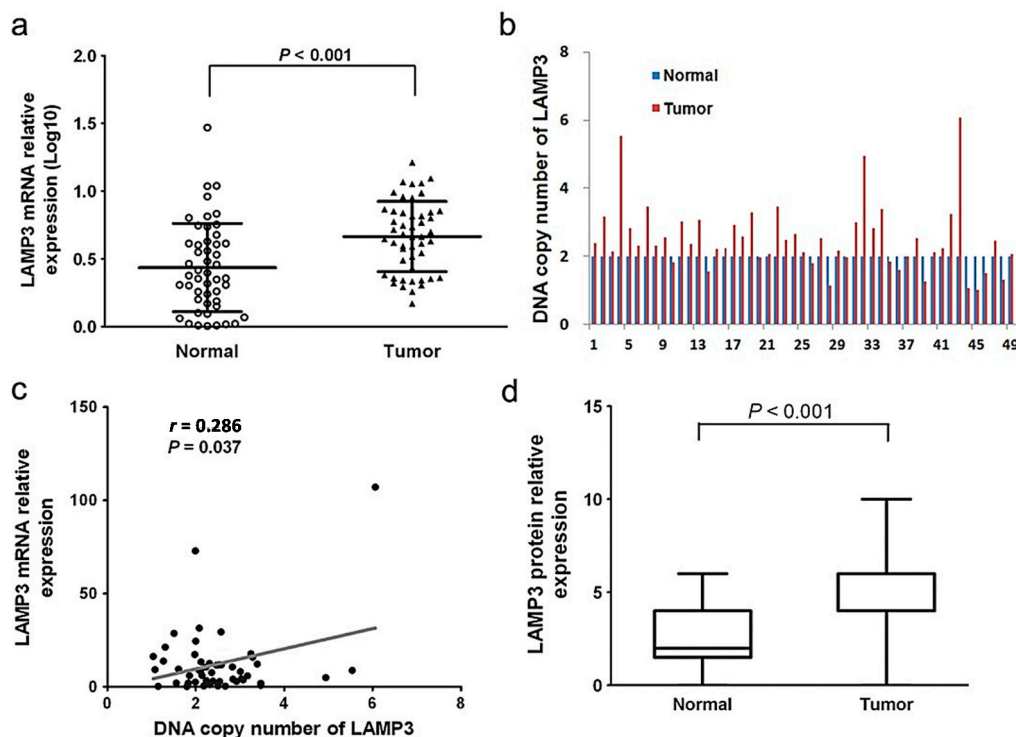 a
P < 0.001
LAMP3 mRNA relative
expression (Log10)
2.0
1.5
1.0
0.5
0.0
Normal
Tumor
b
DNA copy number of LAMP3
8
6
4
2
0
Normal
Tumor
1 5 9 13 17 21 25 29 33 37 41 45 49
c
LAMP3 mRNA relative
expression
150
100
50
0
r = 0.286
P = 0.037
0 2 4 6 8
DNA copy number of LAMP3
d
P < 0.001
LAMP3 protein relative
expression
15
10
5
0
Normal
Tumor